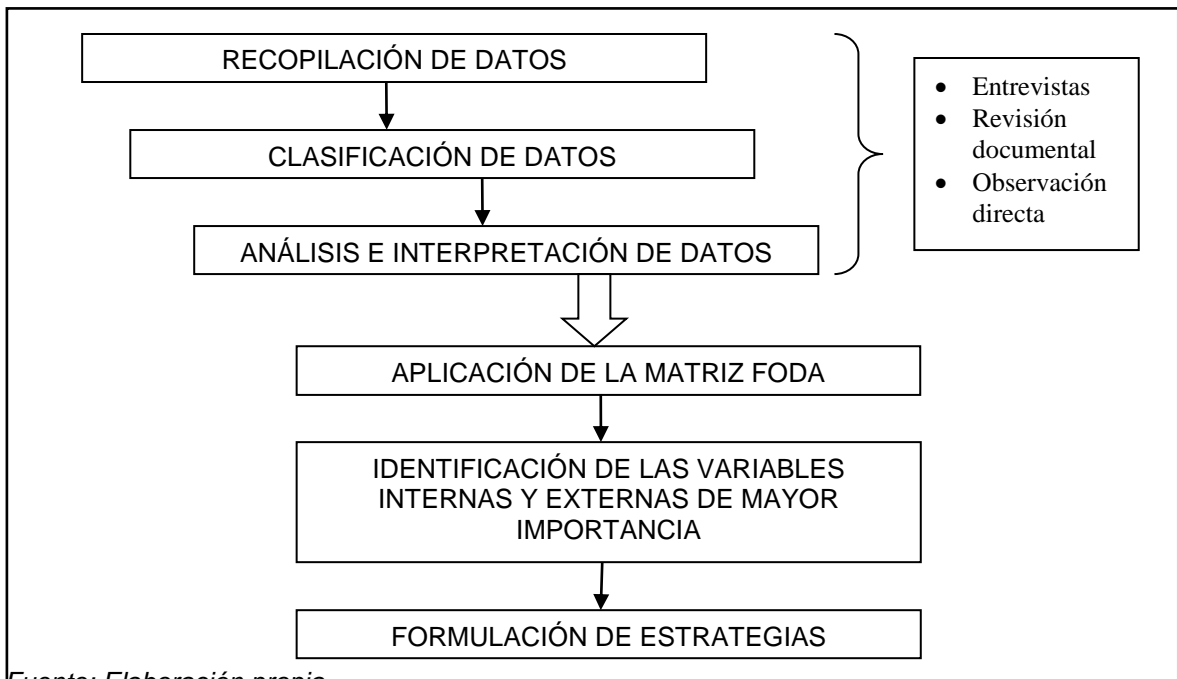 RECOPILACIÓN DE DATOS
CLASIFICACIÓN DE DATOS
ANÁLISIS E INTERPRETACIÓN DE DATOS
• Entrevistas
• Revisión
documental
• Observación
directa
APLICACIÓN DE LA MATRIZ FODA
IDENTIFICACIÓN DE LAS VARIABLES
INTERNAS Y EXTERNAS DE MAYOR
IMPORTANCIA
FORMULACIÓN DE ESTRATEGIAS
Fuente: Elaboración propia